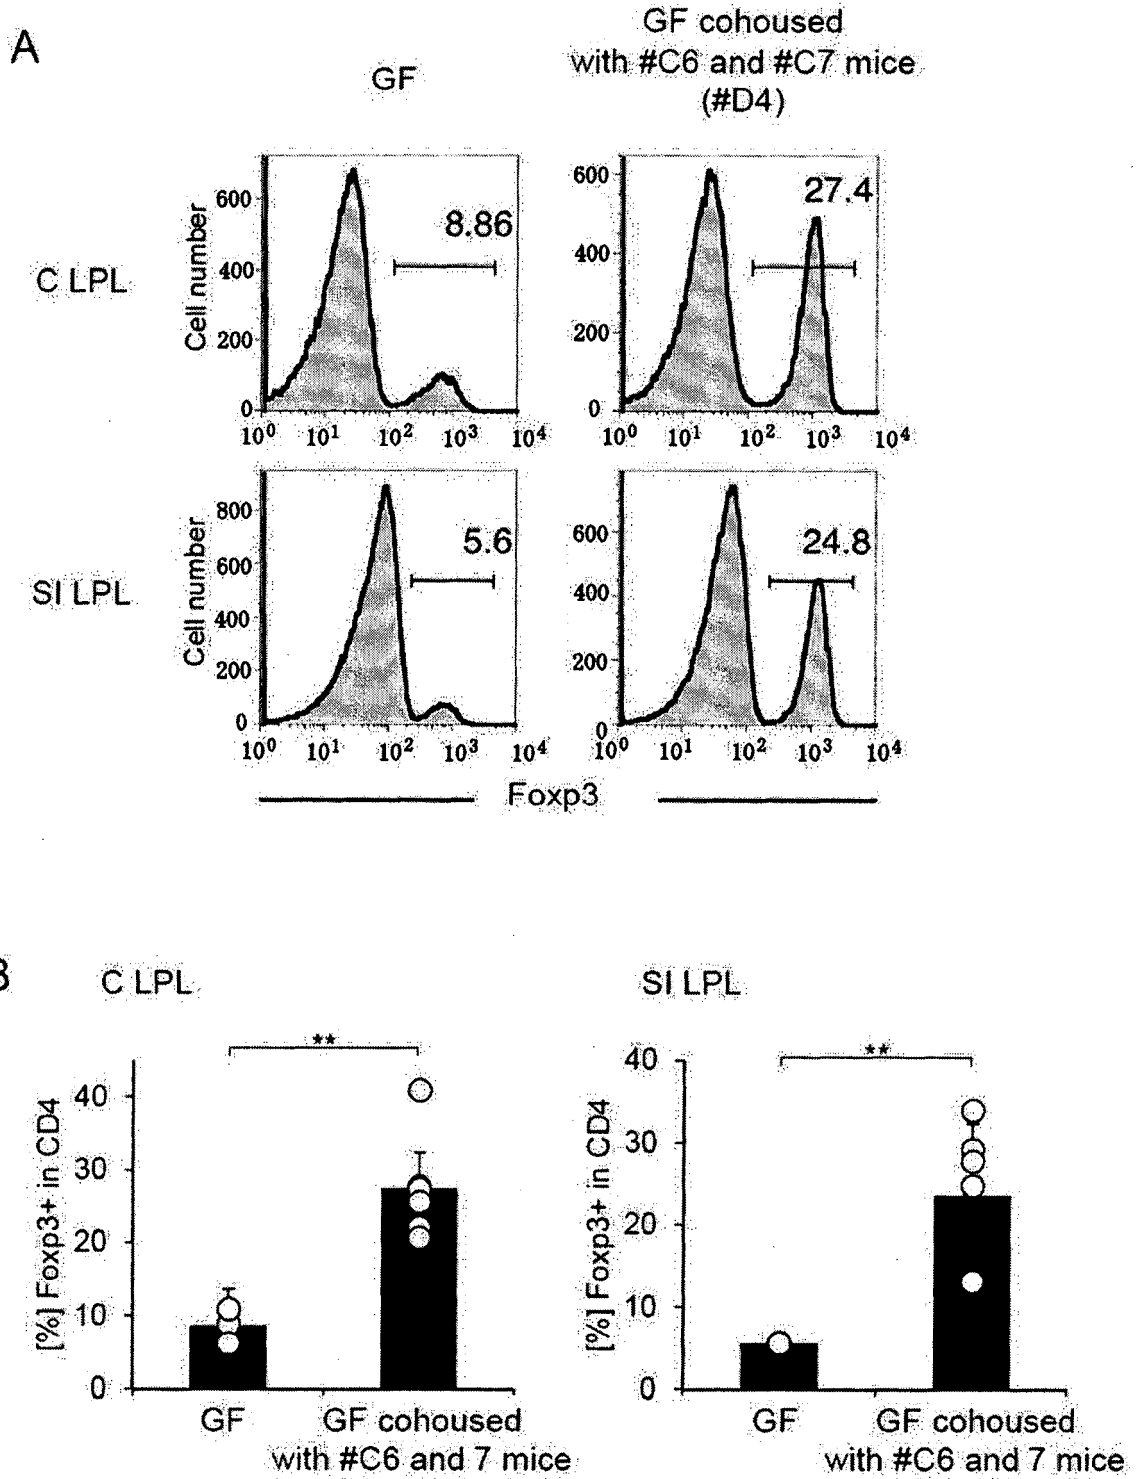 A
GF
GF cohoused
with #C6 and #C7 mice
(#D4)
C LPL
Cell number
600
400
200
0
8.86
10⁰ 10¹ 10² 10³ 10⁴
600
400
200
0
27.4
10⁰ 10¹ 10² 10³ 10⁴
SI LPL
Cell number
800
600
400
200
0
5.6
10⁰ 10¹ 10² 10³ 10⁴
600
400
200
0
24.8
10⁰ 10¹ 10² 10³ 10⁴
Foxp3
B
C LPL
[%] Foxp3+ in CD4
40
30
20
10
0
**
GF
GF cohoused
with #C6 and 7 mice
SI LPL
[%] Foxp3+ in CD4
40
30
20
10
0
**
GF
GF cohoused
with #C6 and 7 mice